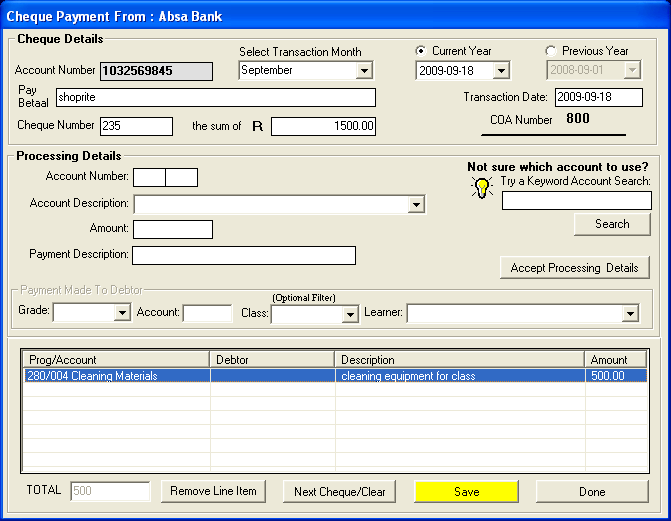 Cheque Payment From : Absa Bank
Cheque Details
Select Transaction Month
Current Year
Previous Year
Account Number 1032569845
September
2009-09-18
2008-09-01
Pay
Betaal
shoprite
Transaction Date: 2009-09-18
Cheque Number 235 the sum of R 1500.00
COA Number 800
Processing Details
Not sure which account to use?
Try a Keyword Account Search:
Account Number:
Account Description:
Search
Amount:
Payment Description:
Accept Processing Details
Payment Made To Debtor
(Optional Filter)
Grade: Account: Class: Learner:
Prog/Account Debtor Description Amount
280/004 Cleaning Materials cleaning equipment for class 500.00
TOTAL 500 Remove Line Item Next Cheque/Clear Save Done